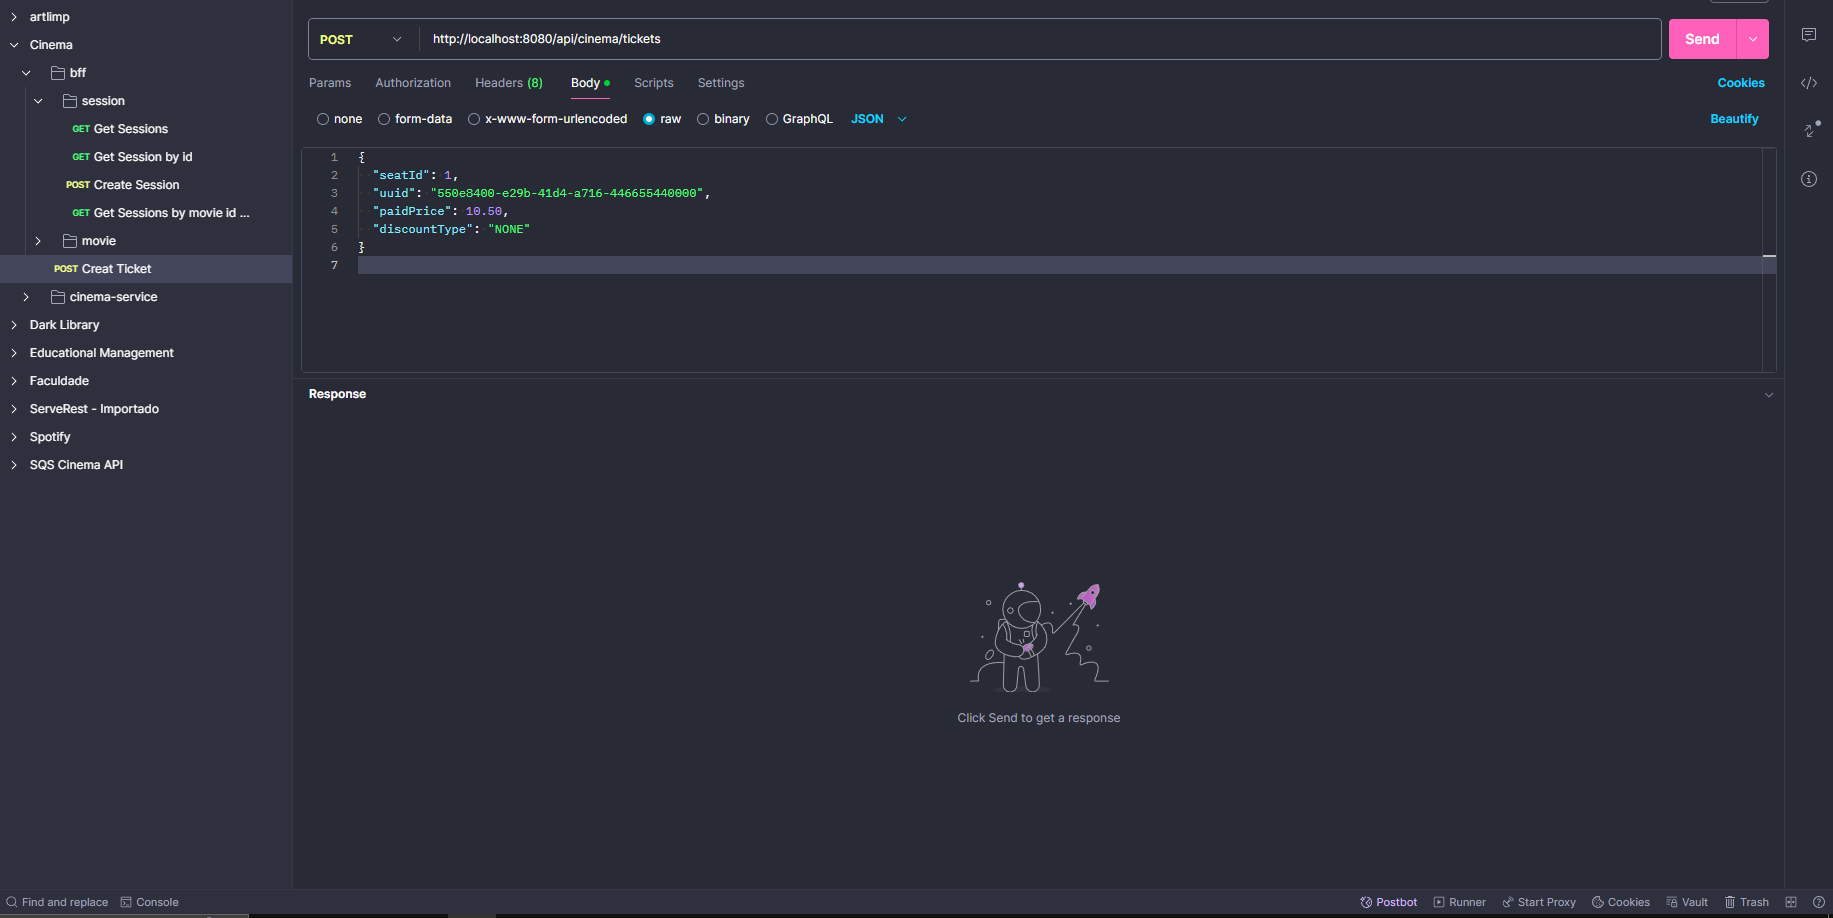 artlimp
Cinema
bff
session
GET Get Sessions
GET Get Session by id
POST Create Session
GET Get Sessions by movie id ...
movie
POST Creat Ticket
cinema-service
Dark Library
Educational Management
Faculdade
ServeRest - Importado
Spotify
SQS Cinema API
POST http://localhost:8080/api/cinema/tickets Send
Params Authorization Headers (8) Body Scripts Settings Cookies
none form-data x-www-form-urlencoded raw binary GraphQL JSON Beautify
1 {
2 "seatId": 1,
3 "uuid": "550e8400-e29b-41d4-a716-446655440000",
4 "paidPrice": 10.50,
5 "discountType": "NONE"
6 }
7
Response
Click Send to get a response
Find and replace Console Postbot Runner Start Proxy Cookies Vault Trash